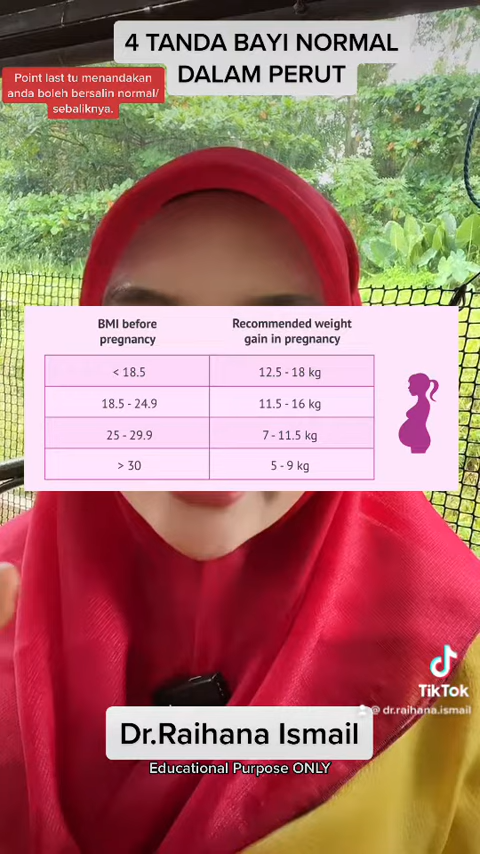 4 TANDA BAYI NORMAL
DALAM PERUT
Point last tu menandakan
anda boleh bersalin normal/
sebaliknya.
BMI before
pregnancy
Recommended weight
gain in pregnancy
< 18.5
12.5 - 18 kg
18.5 - 24.9
11.5 - 16 kg
25 - 29.9
7 - 11.5 kg
> 30
5 - 9 kg
TikTok
@ dr.raihana.ismail
Dr.Raihana Ismail
Educational Purpose ONLY